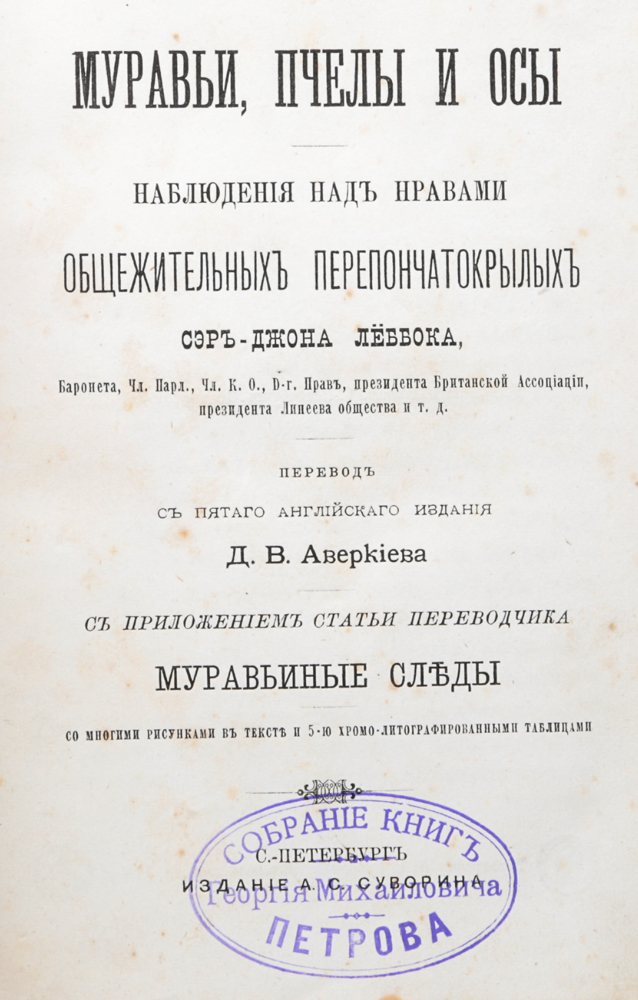 МУРАВЬИ, ПЧЕЛЫ И ОСЫ
НАБЛЮДЕНІЯ НАДЪ НРАВАМИ
ОБЩЕЖИТЕЛЬНЫХЪ ПЕРЕПОНЧАТОКРЫЛЫХЪ
СЭРЪ-ДЖОНА ЛЁББОКА,
Баронета, Чл. Парл., Чл. К. О., D-г. Правъ, президента Британской Ассоціаціи,
президента Линеева общества и т. д.
ПЕРЕВОДЪ
СЪ ПЯТАГО АНГЛІЙСКАГО ИЗДАНІЯ
Д. В. Аверкіева
СЪ ПРИЛОЖЕНІЕМЪ СТАТЬИ ПЕРЕВОДЧИКА
МУРАВЬИНЫЕ СЛѢДЫ
СО МНОГИМИ РИСУНКАМИ ВЪ ТЕКСТѢ И 5-Ю ХРОМО-ЛИТОГРАФИРОВАННЫМИ ТАБЛИЦАМИ
СОБРАНІЕ КНИГЪ
С.-ПЕТЕРБУРГЪ
ИЗДАНІЕ А. С. СУВОРИНА
Георгія Михайловича
ПЕТРОВА